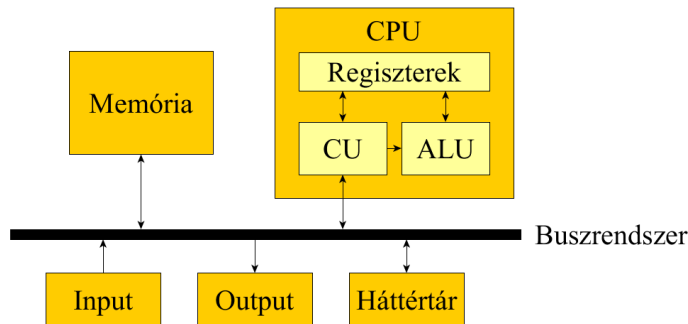 CPU
Regiszterek
Memória
CU
ALU
Buszrendszer
Input
Output
Háttértár